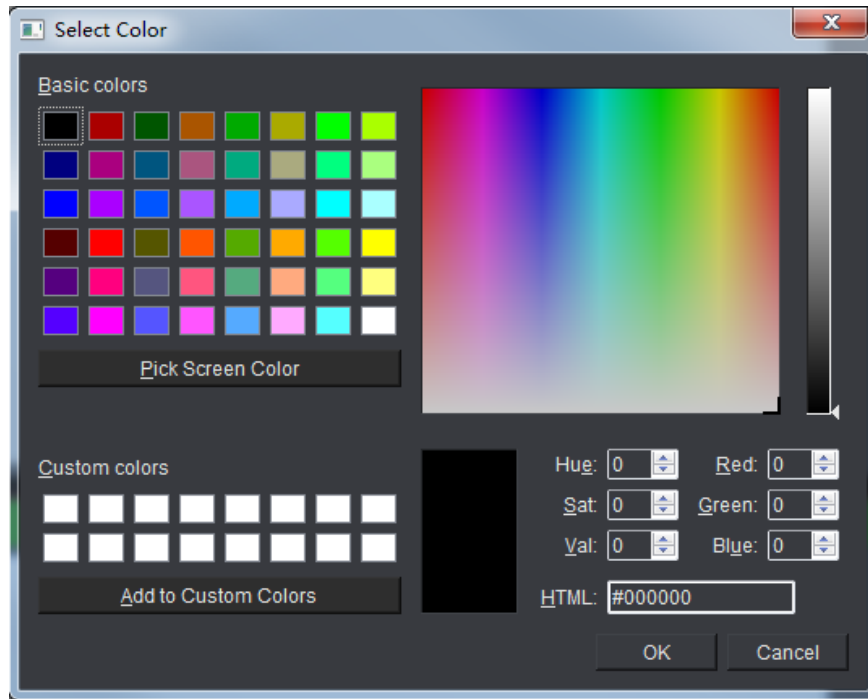 Select Color
Basic colors
Pick Screen Color
Custom colors
Add to Custom Colors
Hue: 0 Red: 0
Sat: 0 Green: 0
Val: 0 Blue: 0
HTML: #000000
OK Cancel